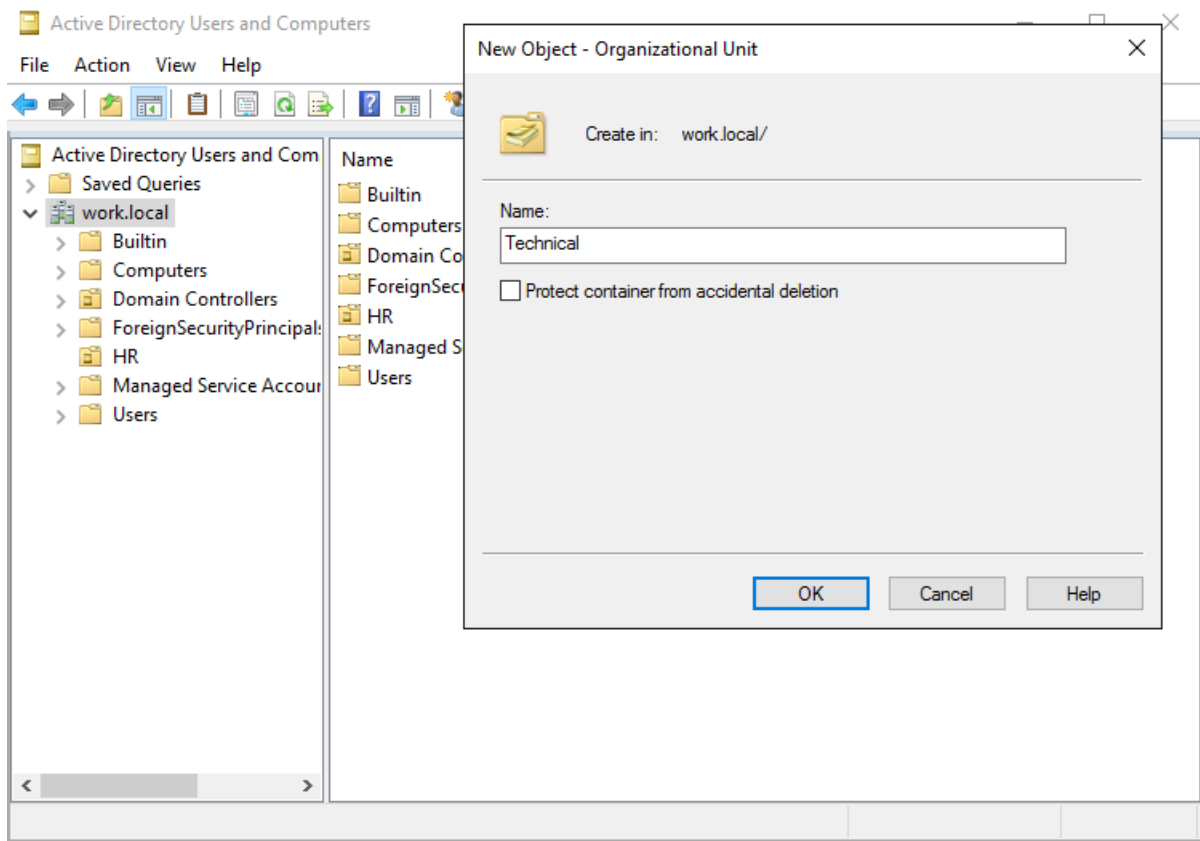 Active Directory Users and Computers
File Action View Help
Active Directory Users and Com
Saved Queries
work.local
Builtin
Computers
Domain Controllers
ForeignSecurityPrincipals
HR
Managed Service Accour
Users
Name
Builtin
Computers
Domain Co
ForeignSecu
HR
Managed S
Users
New Object - Organizational Unit
Create in: work.local/
Name:
Technical
Protect container from accidental deletion
OK Cancel Help